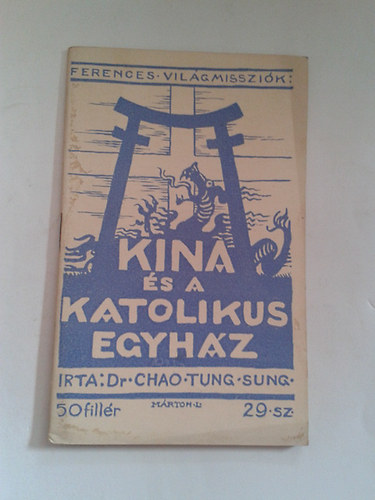 FERENCES·VILÁGMISSZIÓK:
KINA
ÉS A
KATOLIKUS
EGYHÁZ
IRTA: Dr·CHAO·TUNG·SUNG·
50 fillér MÁRTON·L 29·SZ·